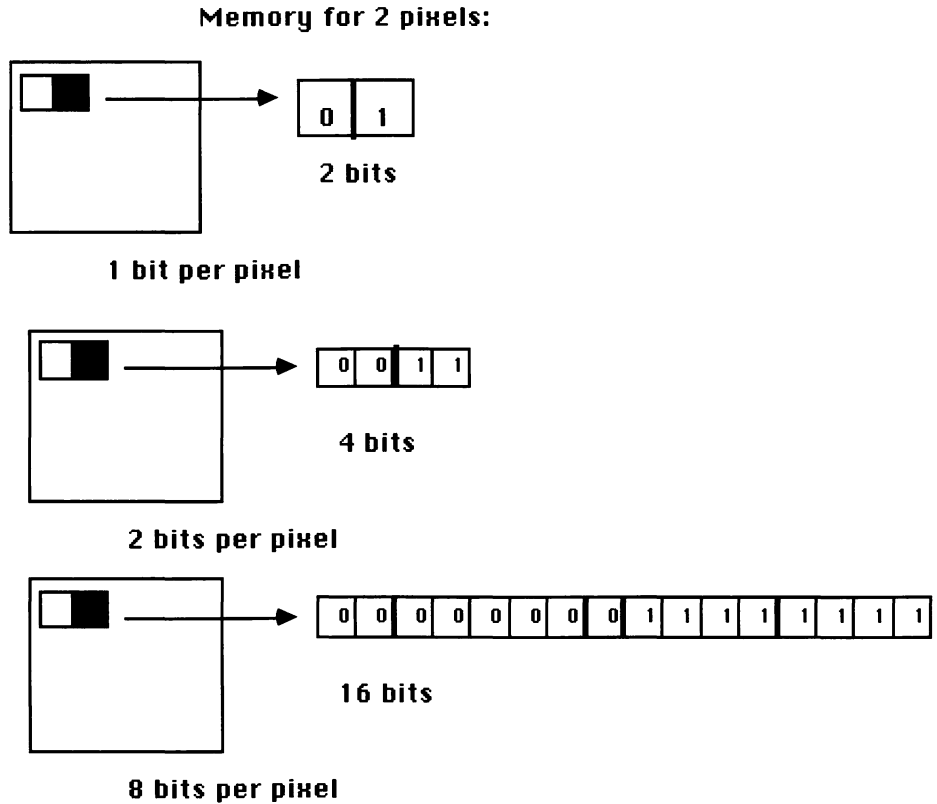 Memory for 2 pixels:
0 1
2 bits
1 bit per pixel
0 0 1 1
4 bits
2 bits per pixel
0 0 0 0 0 0 0 0 1 1 1 1 1 1 1 1
16 bits
8 bits per pixel